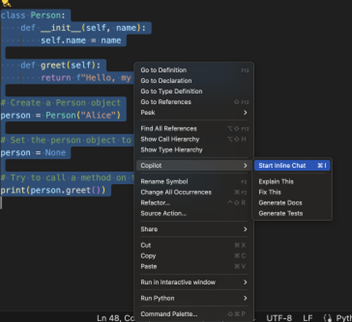 class Person:
def __init__(self, name):
self.name = name
def greet(self):
return f"Hello, my
# Create a Person object
person = Person("Alice")
# Set the person object to
person = None
# Try to call a method on
print(person.greet())
Go to Definition
Go to Declaration
Go to Type Definition
Go to References
Peek
Find All References
Show Call Hierarchy
Show Type Hierarchy
Copilot
Rename Symbol
Change All Occurrences
Refactor...
Source Action...
Share
Cut ⌘X
Copy ⌘C
Paste ⌘V
Run in Interactive window
Run Python
Command Palette... ⇧⌘P
Start Inline Chat ⌘I
Explain This
Fix This
Generate Docs
Generate Tests
Ln 48, Co
UTF-8 LF {} Pyth